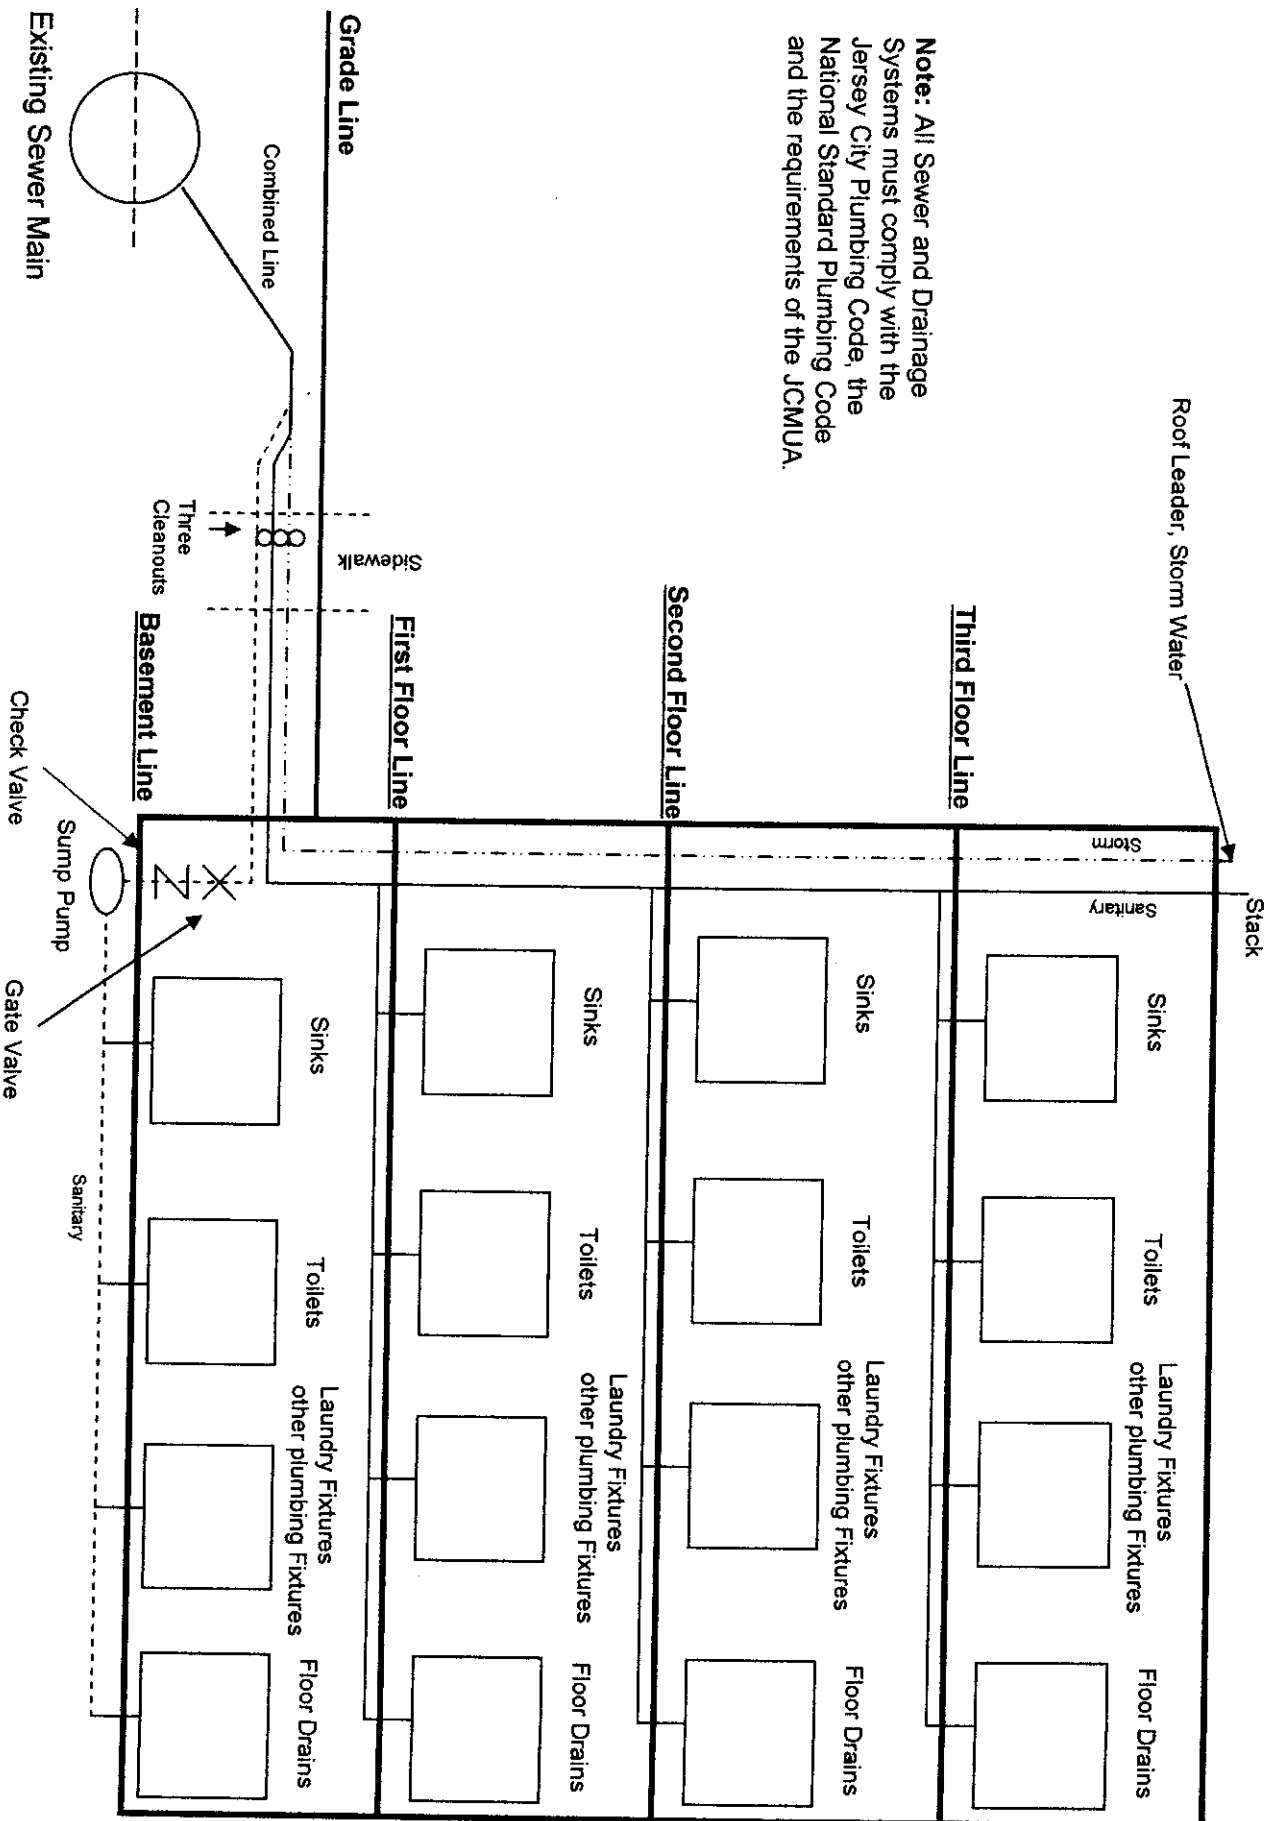 Note: All Sewer and Drainage
Systems must comply with the
Jersey City Plumbing Code, the
National Standard Plumbing Code
and the requirements of the JCMUA.
Roof Leader, Storm Water
Stack
Storm
Sanitary
Third Floor Line
Sinks
Toilets
Laundry Fixtures
other plumbing Fixtures
Floor Drains
Second Floor Line
Sinks
Toilets
Laundry Fixtures
other plumbing Fixtures
Floor Drains
First Floor Line
Sinks
Toilets
Laundry Fixtures
other plumbing Fixtures
Floor Drains
Grade Line
Sidewalk
Combined Line
Three
Cleanouts
Basement Line
Sinks
Toilets
Laundry Fixtures
other plumbing Fixtures
Floor Drains
Existing Sewer Main
Check Valve
Sump Pump
Gate Valve
Sanitary